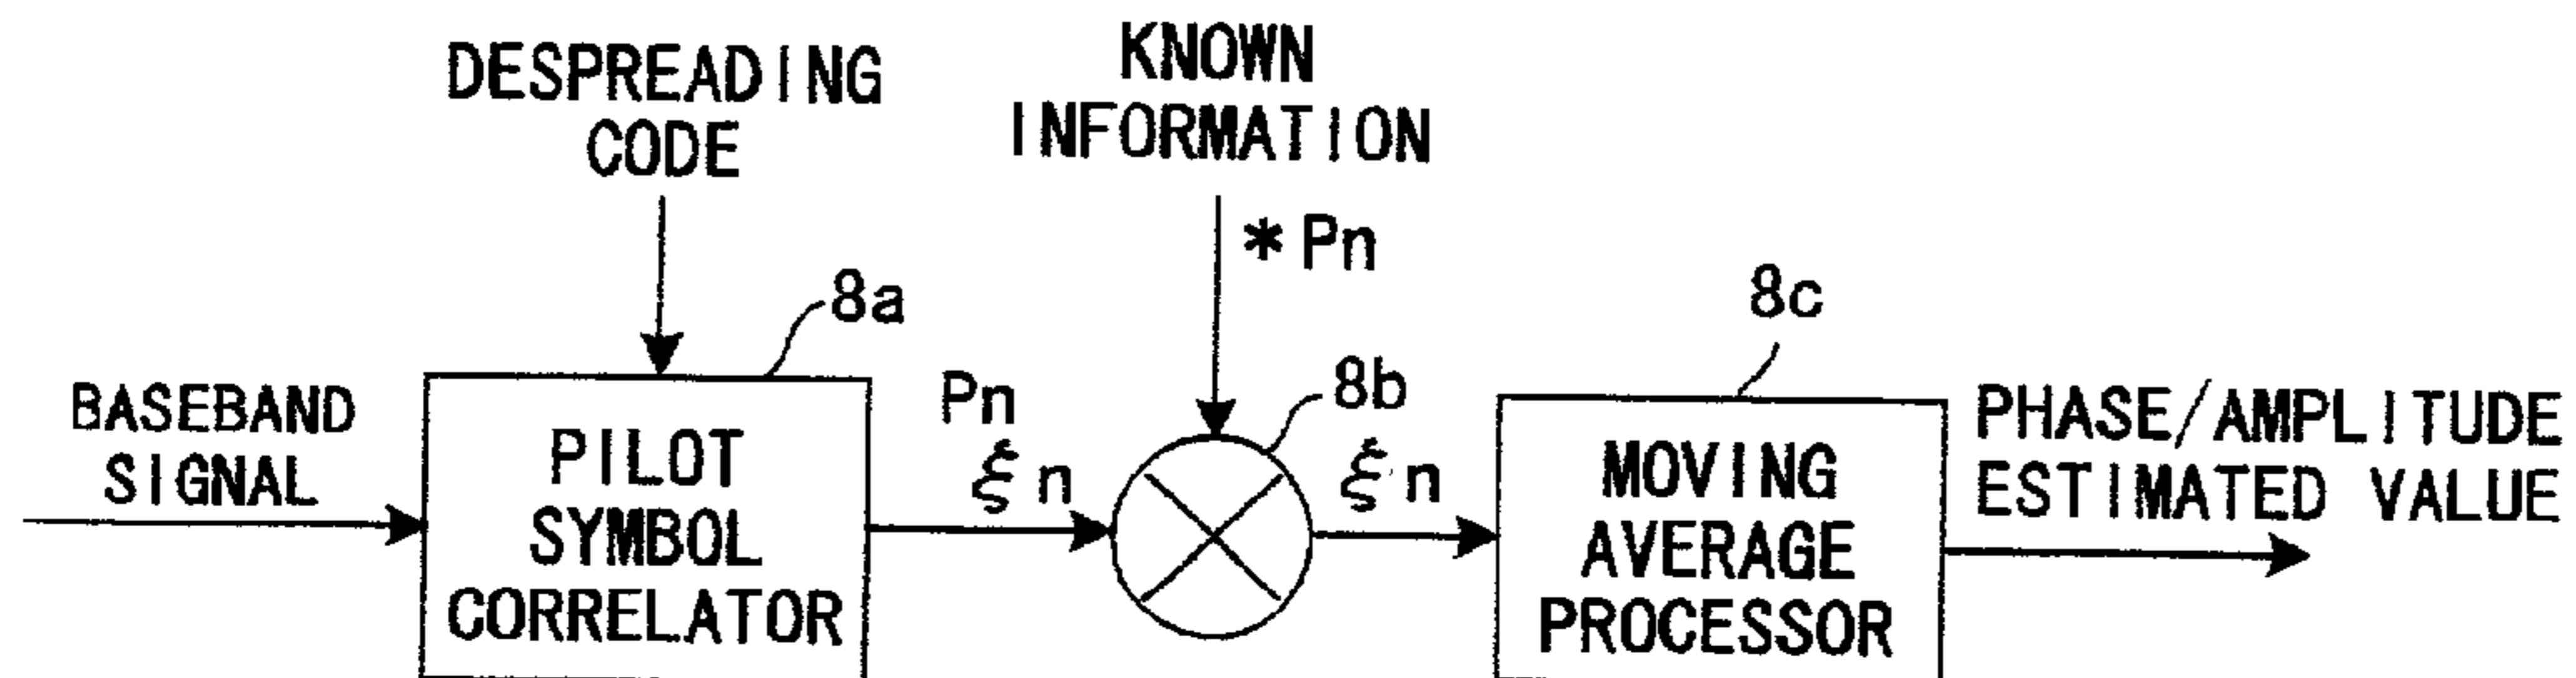 DESPREADING
CODE
KNOWN
INFORMATION
* Pn
8a
8c
BASEBAND
SIGNAL
PILOT
SYMBOL
CORRELATOR
Pn
ξn
8b
ξn
MOVING
AVERAGE
PROCESSOR
PHASE/AMPLITUDE
ESTIMATED VALUE